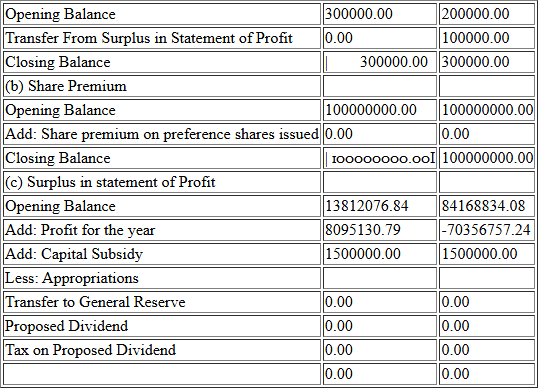 Opening Balance 300000.00 200000.00
Transfer From Surplus in Statement of Profit 0.00 100000.00
Closing Balance | 300000.00 300000.00
(b) Share Premium
Opening Balance 100000000.00 100000000.00
Add: Share premium on preference shares issued 0.00 0.00
Closing Balance | ıoooooooo.ooI 100000000.00
(c) Surplus in statement of Profit
Opening Balance 13812076.84 84168834.08
Add: Profit for the year 8095130.79 -70356757.24
Add: Capital Subsidy 1500000.00 1500000.00
Less: Appropriations
Transfer to General Reserve 0.00 0.00
Proposed Dividend 0.00 0.00
Tax on Proposed Dividend 0.00 0.00
0.00 0.00